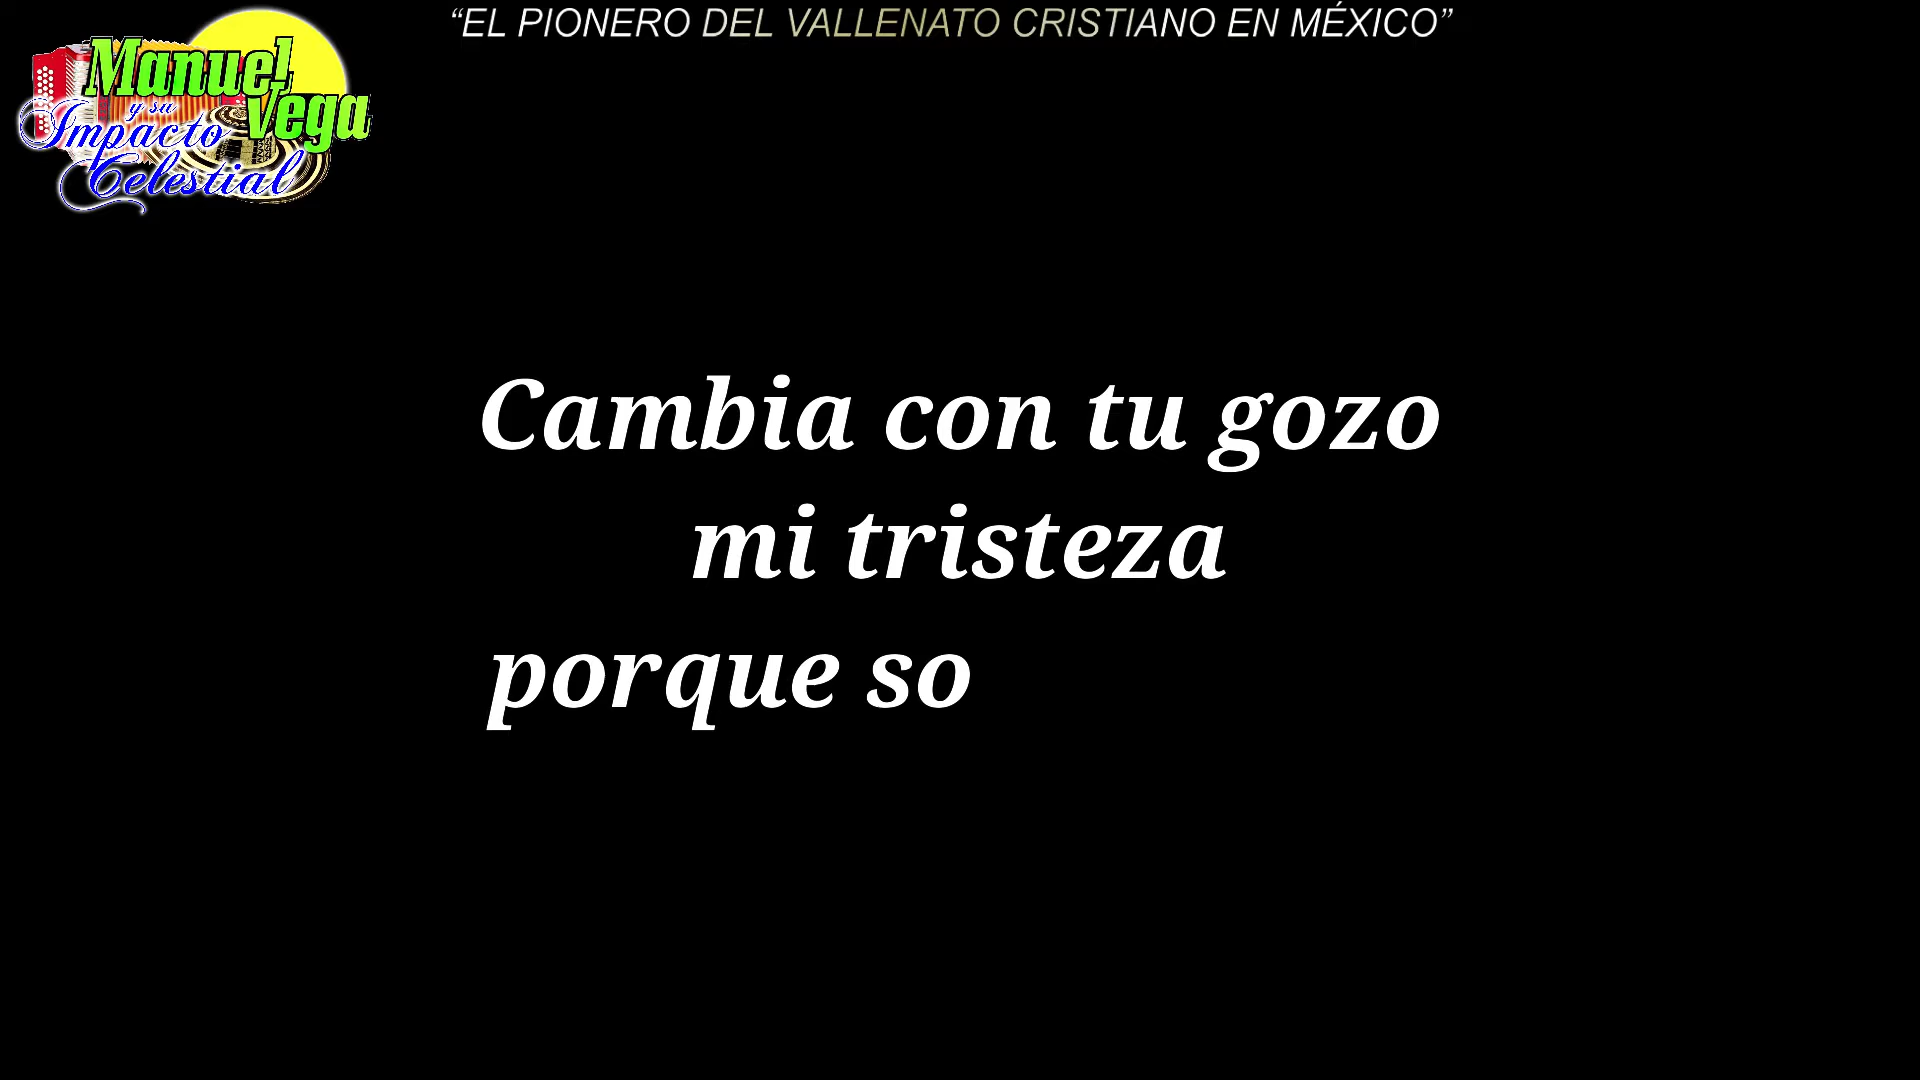 “EL PIONERO DEL VALLENATO CRISTIANO EN MÉXICO”
Manuel
Vega
y su
Impacto
Celestial
Cambia con tu gozo
mi tristeza
porque so